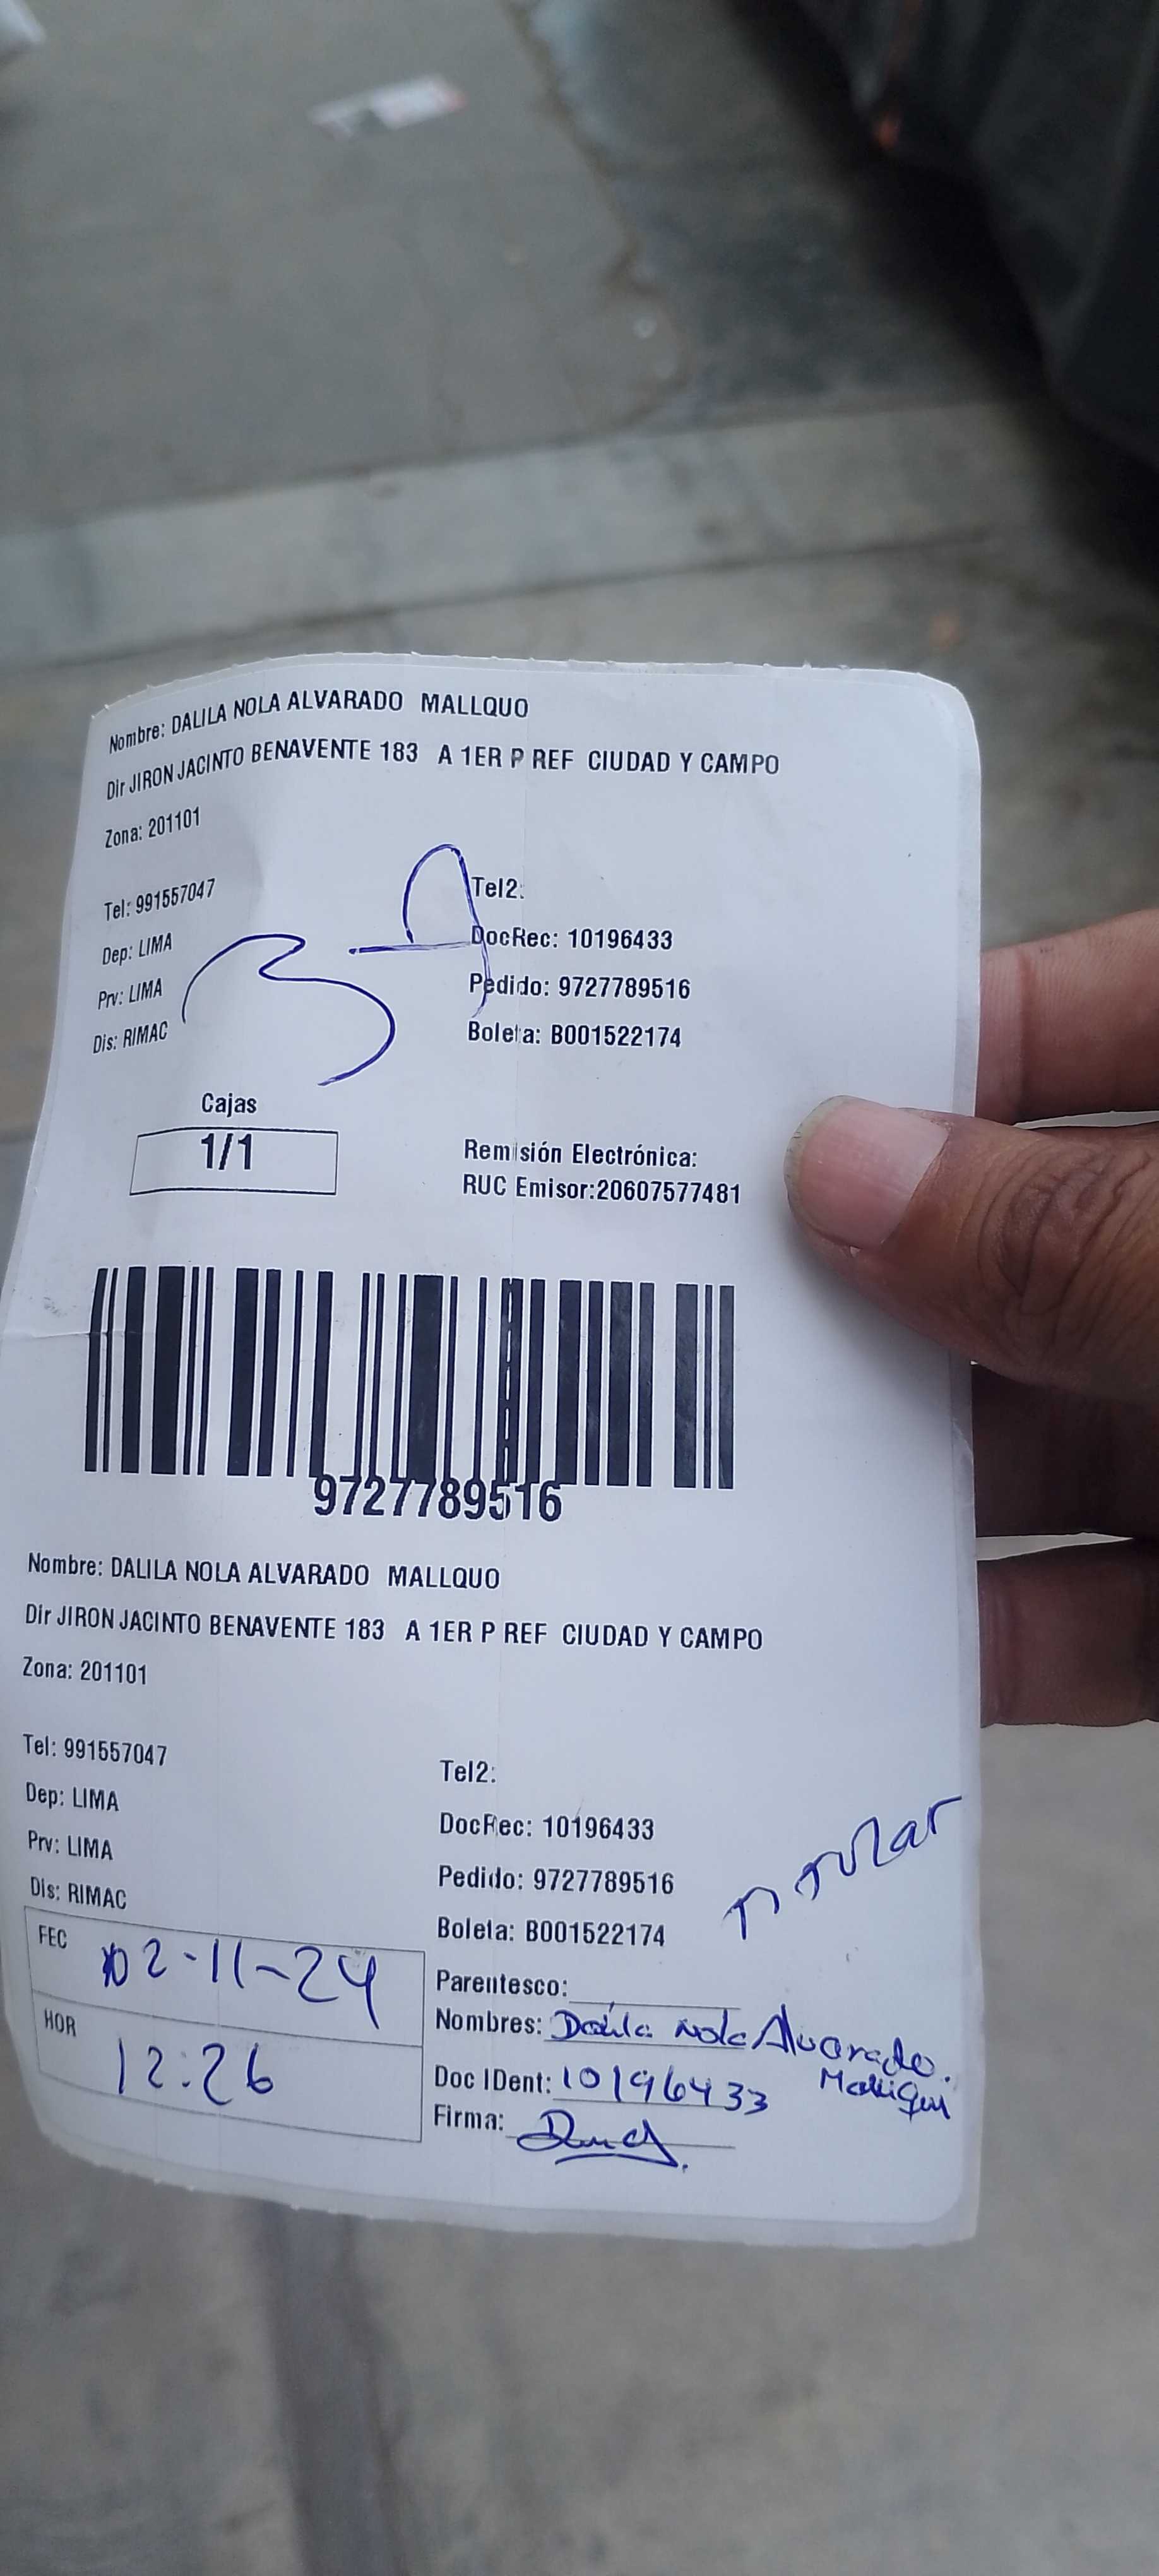 Nombre: DALILA NOLA ALVARADO MALLQUO
Dir JIRON JACINTO BENAVENTE 183 A 1ER P REF CIUDAD Y CAMPO
Zona: 201101
Tel: 991557047
Tel2:
Dep: LIMA
DocRec: 10196433
Prv: LIMA
Pedido: 9727789516
Dis: RIMAC
Boleta: B001522174
Cajas
1/1
Remisión Electrónica:
RUC Emisor:20607577481
9727789516
Nombre: DALILA NOLA ALVARADO MALLQUO
Dir JIRON JACINTO BENAVENTE 183 A 1ER P REF CIUDAD Y CAMPO
Zona: 201101
Tel: 991557047
Tel2:
Dep: LIMA
DocRec: 10196433
Prv: LIMA
Pedido: 9727789516
Dis: RIMAC
Boleta: B001522174
FEC 02-11-24
Parentesco:
Nombres: Dalila Nola Alvarado
HOR 12:26
Doc IDent: 10196433
Firma: